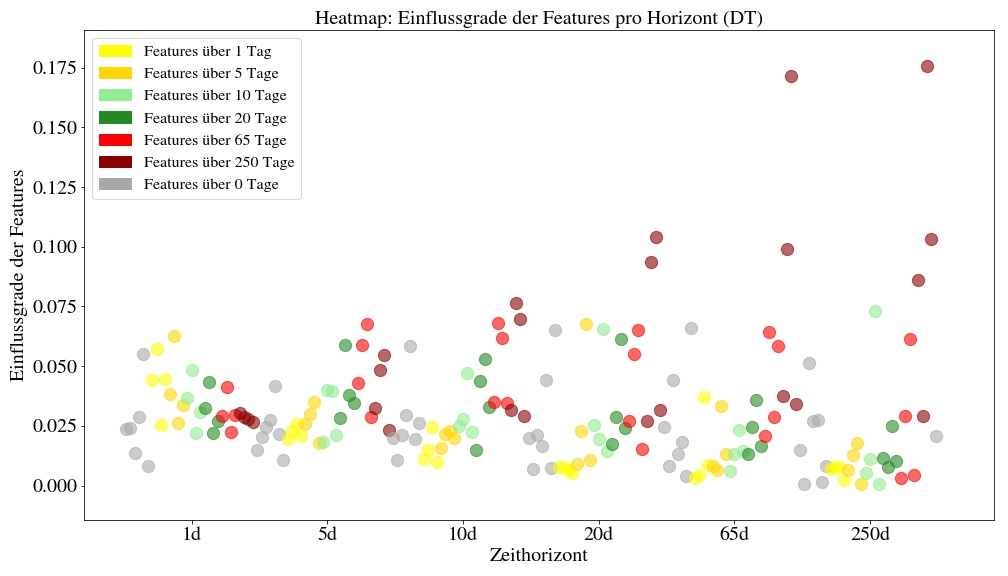 Heatmap: Einflussgrade der Features pro Horizont (DT)
Features über 1 Tag
Features über 5 Tage
Features über 10 Tage
Features über 20 Tage
Features über 65 Tage
Features über 250 Tage
Features über 0 Tage
Einflussgrade der Features
0.175
0.150
0.125
0.100
0.075
0.050
0.025
0.000
1d 5d 10d 20d 65d 250d
Zeithorizont